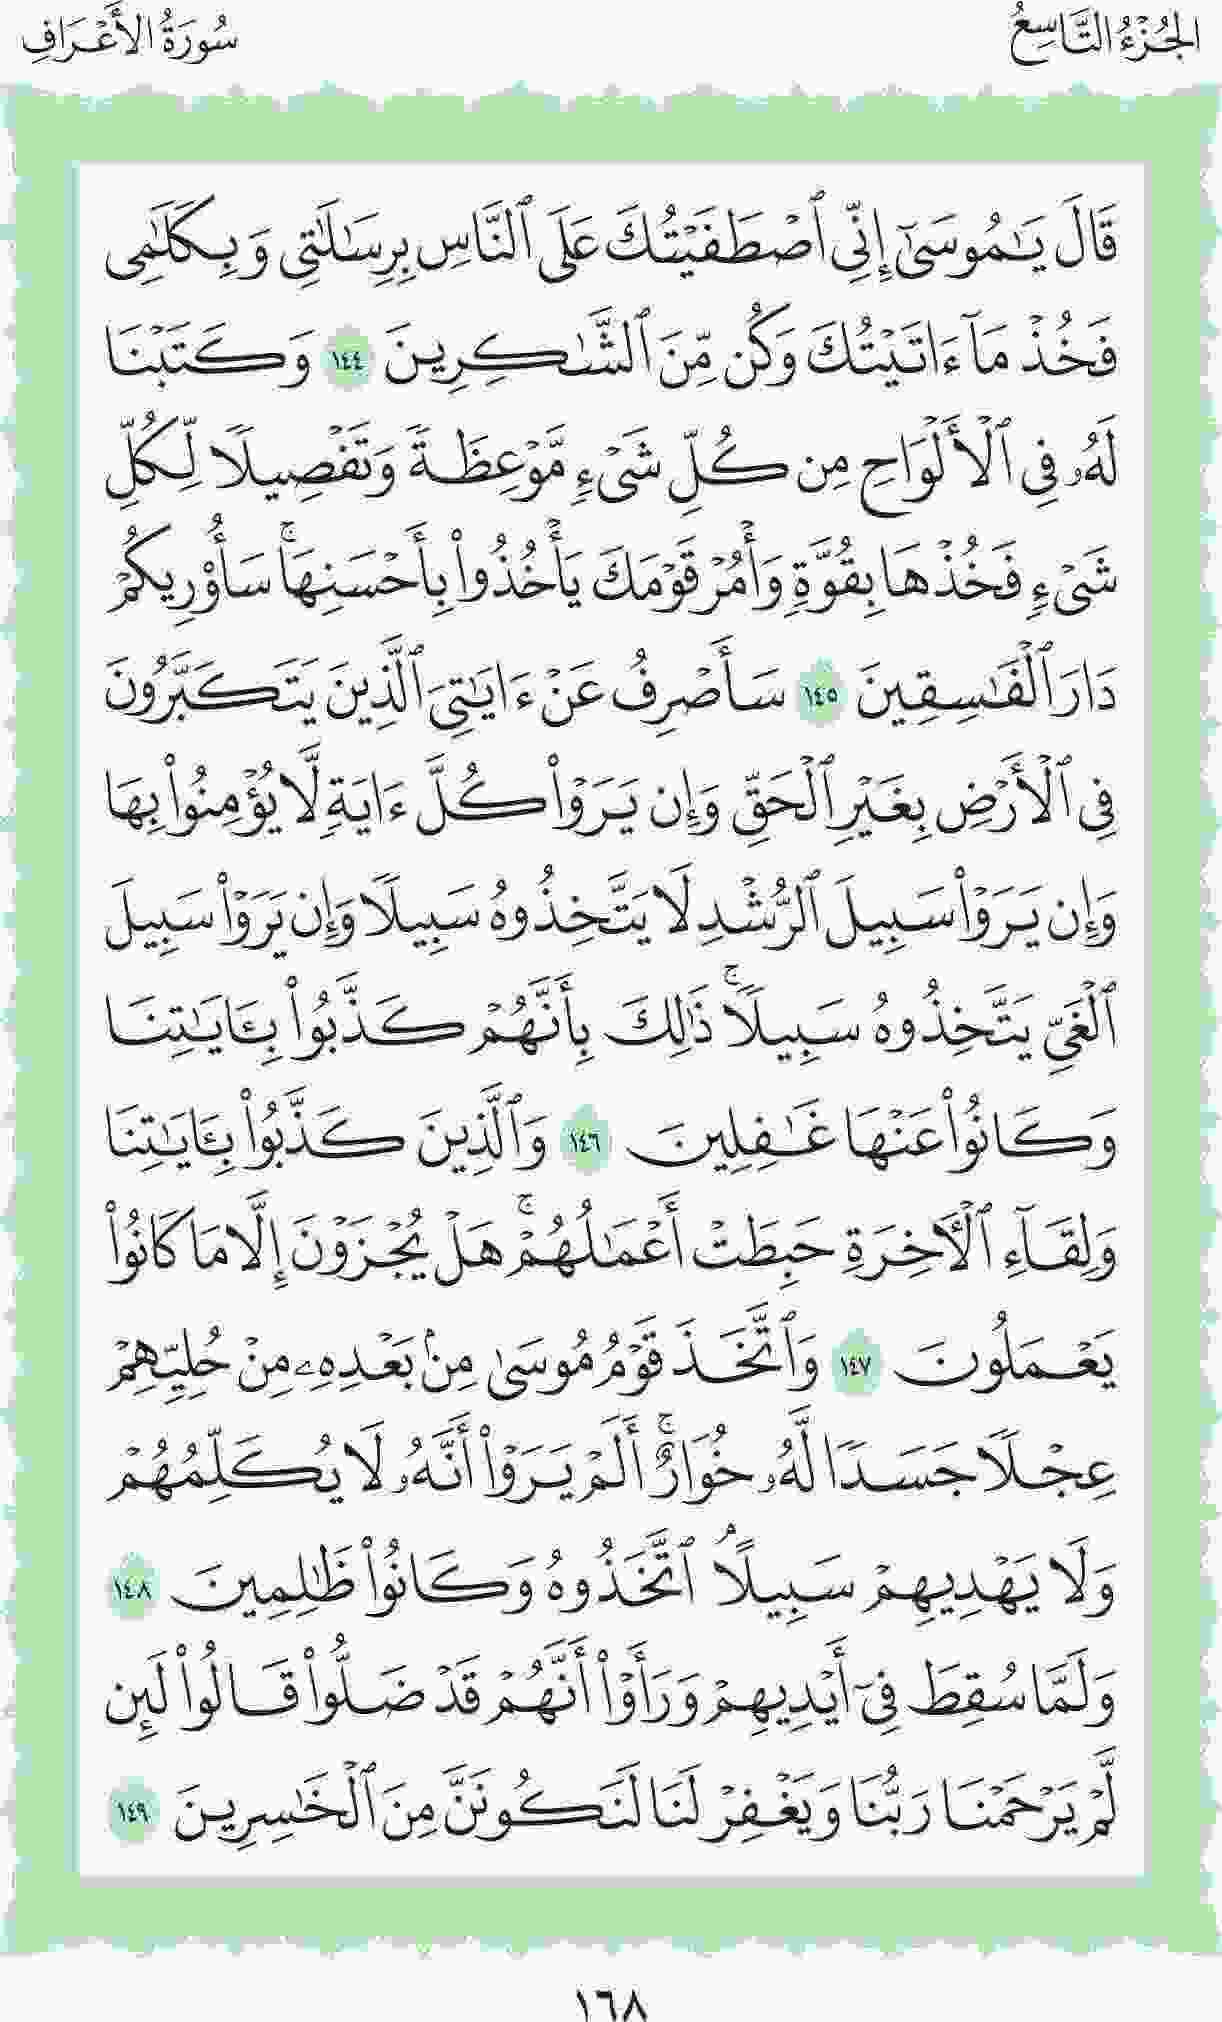 الجُزْءُ التَّاسِعُ
سُورَةُ الأَعْرَافِ
قَالَ يَٰمُوسَىٰٓ إِنِّي ٱصۡطَفَيۡتُكَ عَلَى ٱلنَّاسِ بِرِسَٰلَٰتِي وَبِكَلَٰمِي
فَخُذۡ مَآ ءَاتَيۡتُكَ وَكُن مِّنَ ٱلشَّٰكِرِينَ ١٤٤ وَكَتَبۡنَا
لَهُۥ فِي ٱلۡأَلۡوَاحِ مِن كُلِّ شَيۡءٖ مَّوۡعِظَةٗ وَتَفۡصِيلٗا لِّكُلِّ
شَيۡءٖ فَخُذۡهَا بِقُوَّةٖ وَأۡمُرۡ قَوۡمَكَ يَأۡخُذُواْ بِأَحۡسَنِهَاۚ سَأُوْرِيكُمۡ
دَارَ ٱلۡفَٰسِقِينَ ١٤٥ سَأَصۡرِفُ عَنۡ ءَايَٰتِيَ ٱلَّذِينَ يَتَكَبَّرُونَ
فِي ٱلۡأَرۡضِ بِغَيۡرِ ٱلۡحَقِّ وَإِن يَرَوۡاْ كُلَّ ءَايَةٖ لَّا يُؤۡمِنُواْ بِهَا
وَإِن يَرَوۡاْ سَبِيلَ ٱلرُّشۡدِ لَا يَتَّخِذُوهُ سَبِيلٗا وَإِن يَرَوۡاْ سَبِيلَ
ٱلۡغَيِّ يَتَّخِذُوهُ سَبِيلٗاۚ ذَٰلِكَ بِأَنَّهُمۡ كَذَّبُواْ بِـَٔايَٰتِنَا
وَكَانُواْ عَنۡهَا غَٰفِلِينَ ١٤٦ وَٱلَّذِينَ كَذَّبُواْ بِـَٔايَٰتِنَا
وَلِقَآءِ ٱلۡأٓخِرَةِ حَبِطَتۡ أَعۡمَٰلُهُمۡۚ هَلۡ يُجۡزَوۡنَ إِلَّا مَا كَانُواْ
يَعۡمَلُونَ ١٤٧ وَٱتَّخَذَ قَوۡمُ مُوسَىٰ مِنۢ بَعۡدِهِۦ مِنۡ حُلِيِّهِمۡ
عِجۡلٗا جَسَدٗا لَّهُۥ خُوَارٌۚ أَلَمۡ يَرَوۡاْ أَنَّهُۥ لَا يُكَلِّمُهُمۡ
وَلَا يَهۡدِيهِمۡ سَبِيلًاۘ ٱتَّخَذُوهُ وَكَانُواْ ظَٰلِمِينَ ١٤٨
وَلَمَّا سُقِطَ فِيٓ أَيۡدِيهِمۡ وَرَأَوۡاْ أَنَّهُمۡ قَدۡ ضَلُّواْ قَالُواْ لَئِن
لَّمۡ يَرۡحَمۡنَا رَبُّنَا وَيَغۡفِرۡ لَنَا لَنَكُونَنَّ مِنَ ٱلۡخَٰسِرِينَ ١٤٩
١٦٨